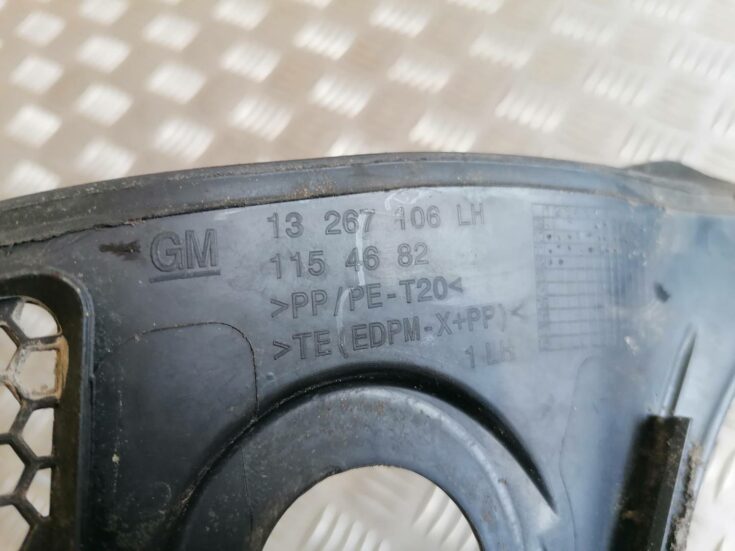 GM 13 267 106 LH
115 46 82
>PP/PE-T20<
>TE(EDPM-X+PP)<
1 LH